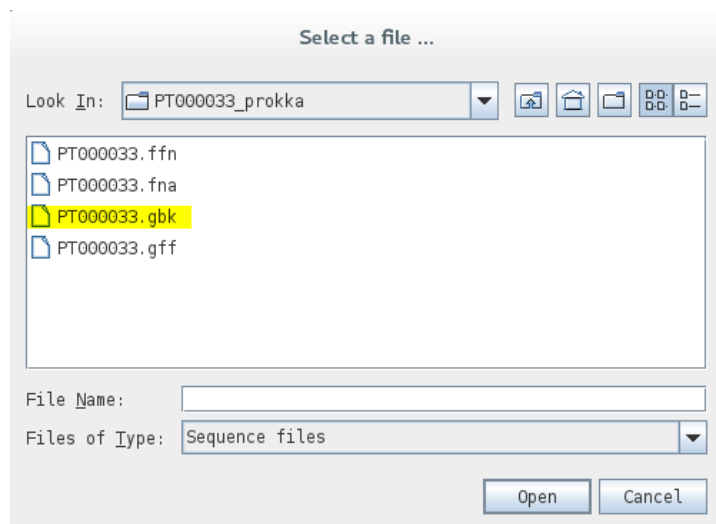 Select a file ...
Look In: PT000033_prokka
PT000033.ffn
PT000033.fna
PT000033.gbk
PT000033.gff
File Name:
Files of Type: Sequence files
Open Cancel